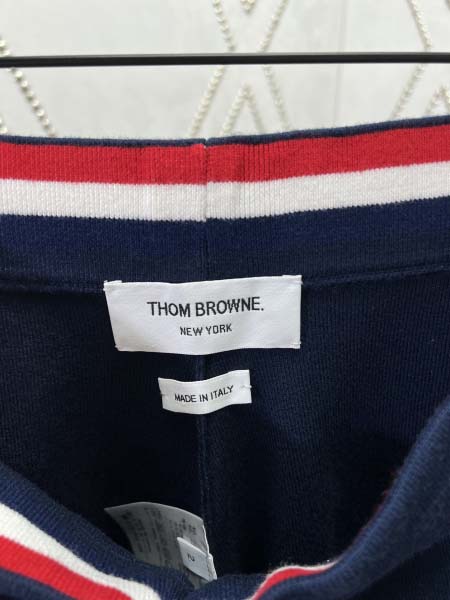 THOM BROWNE.
NEW YORK
MADE IN ITALY
2